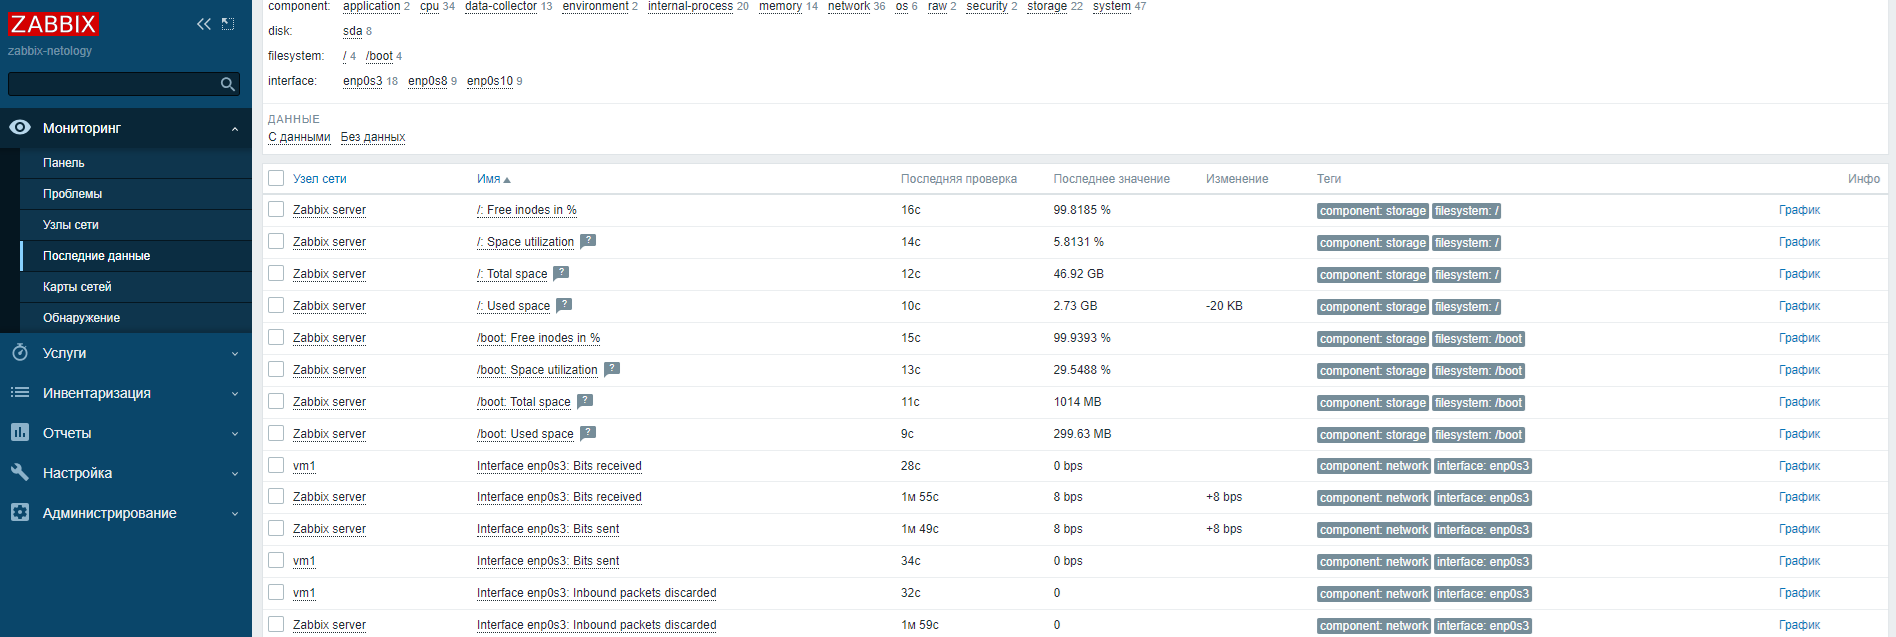 ZABBIX
zabbix-netology
Мониторинг
Панель
Проблемы
Узлы сети
Последние данные
Карты сетей
Обнаружение
Услуги
Инвентаризация
Отчеты
Настройка
Администрирование
component: application 2 cpu 34 data-collector 13 environment 2 internal-process 20 memory 14 network 36 os 6 raw 2 security 2 storage 22 system 47
disk: sda 8
filesystem: / 4 /boot 4
interface: enp0s3 18 enp0s8 9 enp0s10 9
ДАННЫЕ
С данными Без данных
Узел сети Имя Последняя проверка Последнее значение Изменение Теги Инфо
Zabbix server /: Free inodes in % 16с 99.8185 % component: storage filesystem: / График
Zabbix server /: Space utilization ? 14с 5.8131 % component: storage filesystem: / График
Zabbix server /: Total space ? 12с 46.92 GB component: storage filesystem: / График
Zabbix server /: Used space ? 10с 2.73 GB -20 KB component: storage filesystem: / График
Zabbix server /boot: Free inodes in % 15с 99.9393 % component: storage filesystem: /boot График
Zabbix server /boot: Space utilization ? 13с 29.5488 % component: storage filesystem: /boot График
Zabbix server /boot: Total space ? 11с 1014 MB component: storage filesystem: /boot График
Zabbix server /boot: Used space ? 9с 299.63 MB component: storage filesystem: /boot График
vm1 Interface enp0s3: Bits received 28с 0 bps component: network interface: enp0s3 График
Zabbix server Interface enp0s3: Bits received 1м 55с 8 bps +8 bps component: network interface: enp0s3 График
Zabbix server Interface enp0s3: Bits sent 1м 49с 8 bps +8 bps component: network interface: enp0s3 График
vm1 Interface enp0s3: Bits sent 34с 0 bps component: network interface: enp0s3 График
vm1 Interface enp0s3: Inbound packets discarded 32с 0 component: network interface: enp0s3 График
Zabbix server Interface enp0s3: Inbound packets discarded 1м 59с 0 component: network interface: enp0s3 График